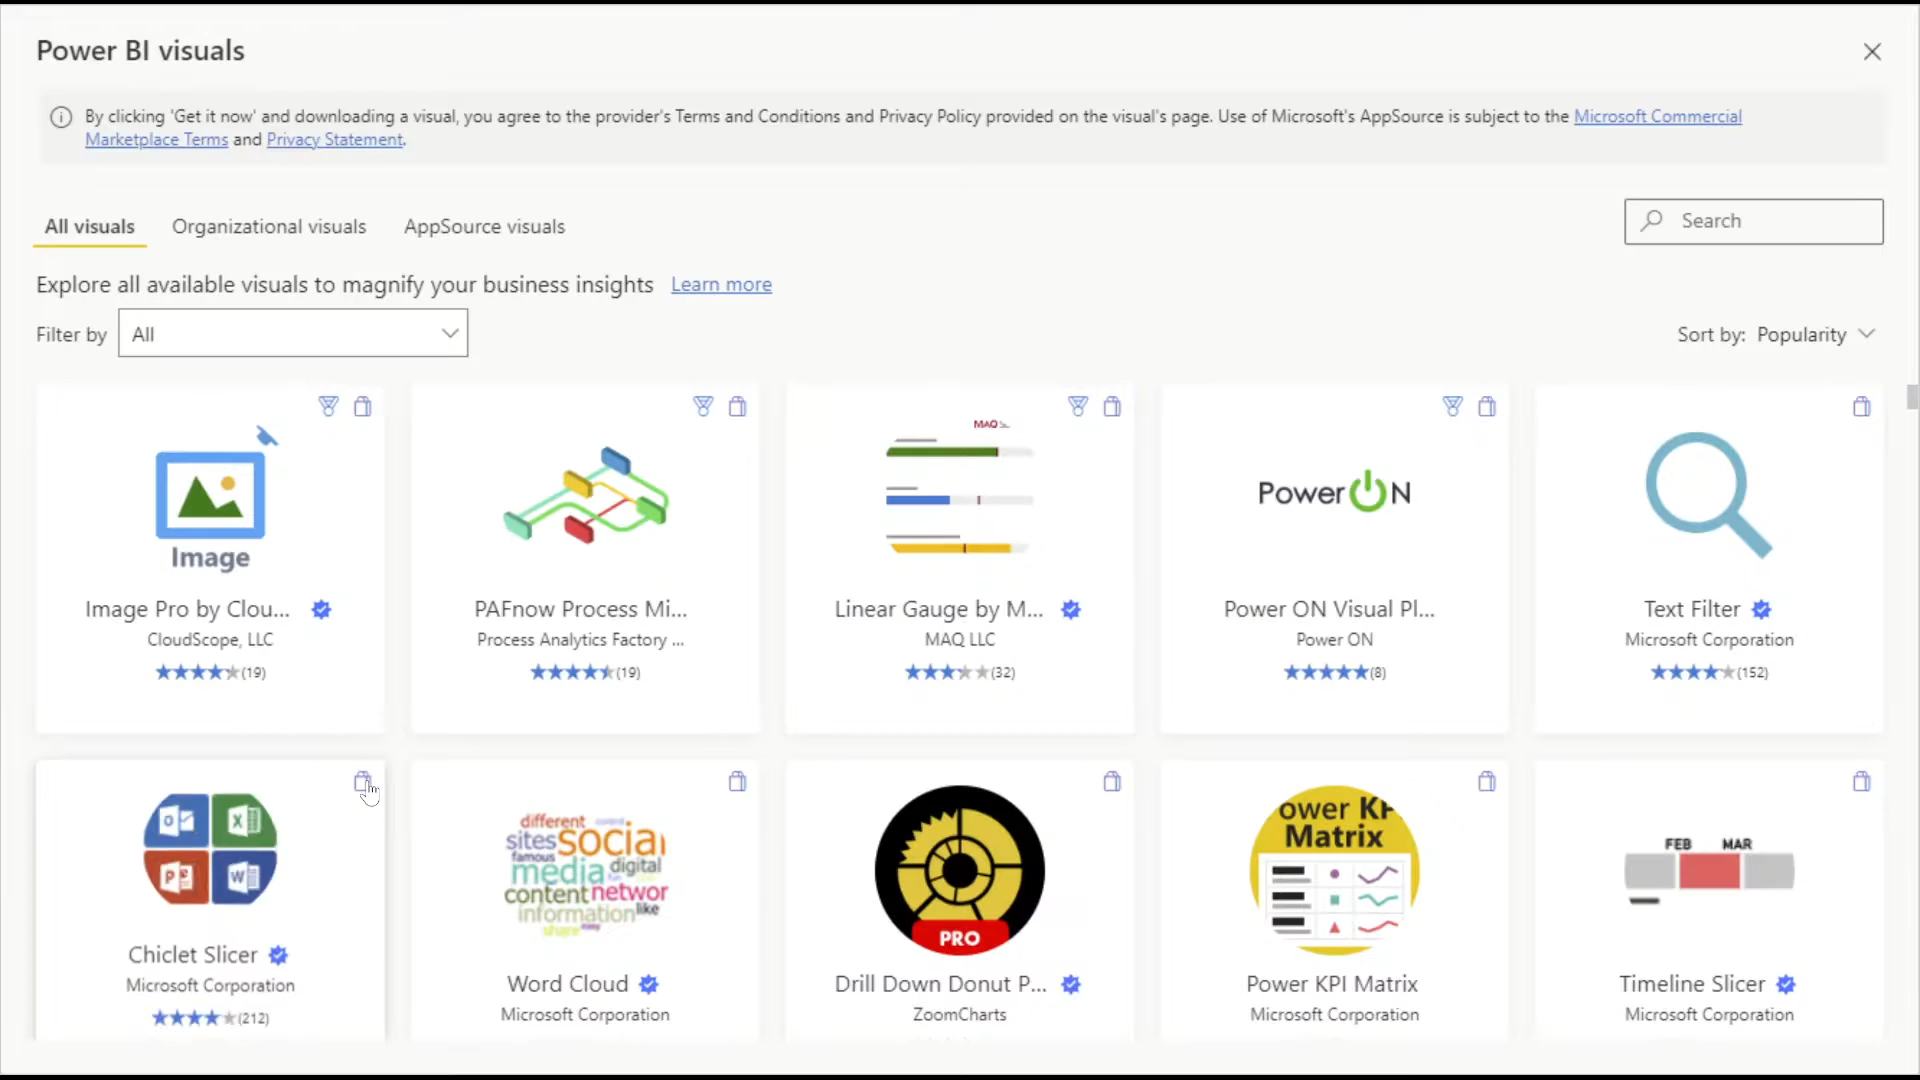 Power BI visuals
By clicking 'Get it now' and downloading a visual, you agree to the provider's Terms and Conditions and Privacy Policy provided on the visual's page. Use of Microsoft's AppSource is subject to the Microsoft Commercial
Marketplace Terms and Privacy Statement.
All visuals
Organizational visuals
AppSource visuals
Search
Explore all available visuals to magnify your business insights Learn more
Filter by
All
Sort by: Popularity
Image
Image Pro by Clou...
CloudScope, LLC
(19)
PAFnow Process Mi...
Process Analytics Factory ...
(19)
MAQ
Linear Gauge by M...
MAQ LLC
(32)
Power ON
Power ON Visual Pl...
Power ON
(8)
Text Filter
Microsoft Corporation
(152)
Chiclet Slicer
Microsoft Corporation
(212)
different
sites social
famous
media digital
content networ
information like
share easy
Word Cloud
Microsoft Corporation
PRO
Drill Down Donut P...
ZoomCharts
ower KP
Matrix
Power KPI Matrix
Microsoft Corporation
FEB MAR
Timeline Slicer
Microsoft Corporation